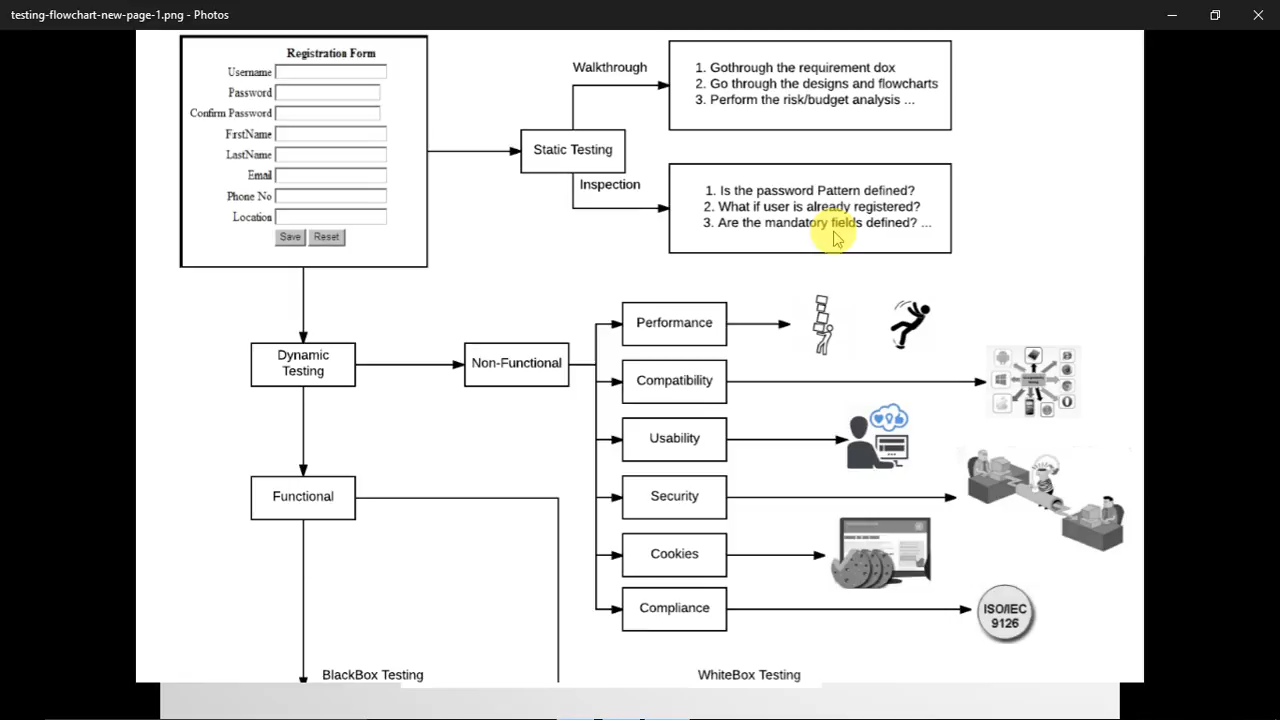 testing-flowchart-new-page-1.png - Photos
Registration Form
Username
Password
Confirm Password
FirstName
LastName
Email
Phone No
Location
Save Reset
Walkthrough
1. Gothrough the requirement dox
2. Go through the designs and flowcharts
3. Perform the risk/budget analysis ...
Static Testing
Inspection
1. Is the password Pattern defined?
2. What if user is already registered?
3. Are the mandatory fields defined? ...
Dynamic
Testing
Non-Functional
Performance
Compatibility
Usability
Security
Cookies
Compliance
ISO/IEC
9126
Functional
BlackBox Testing
WhiteBox Testing